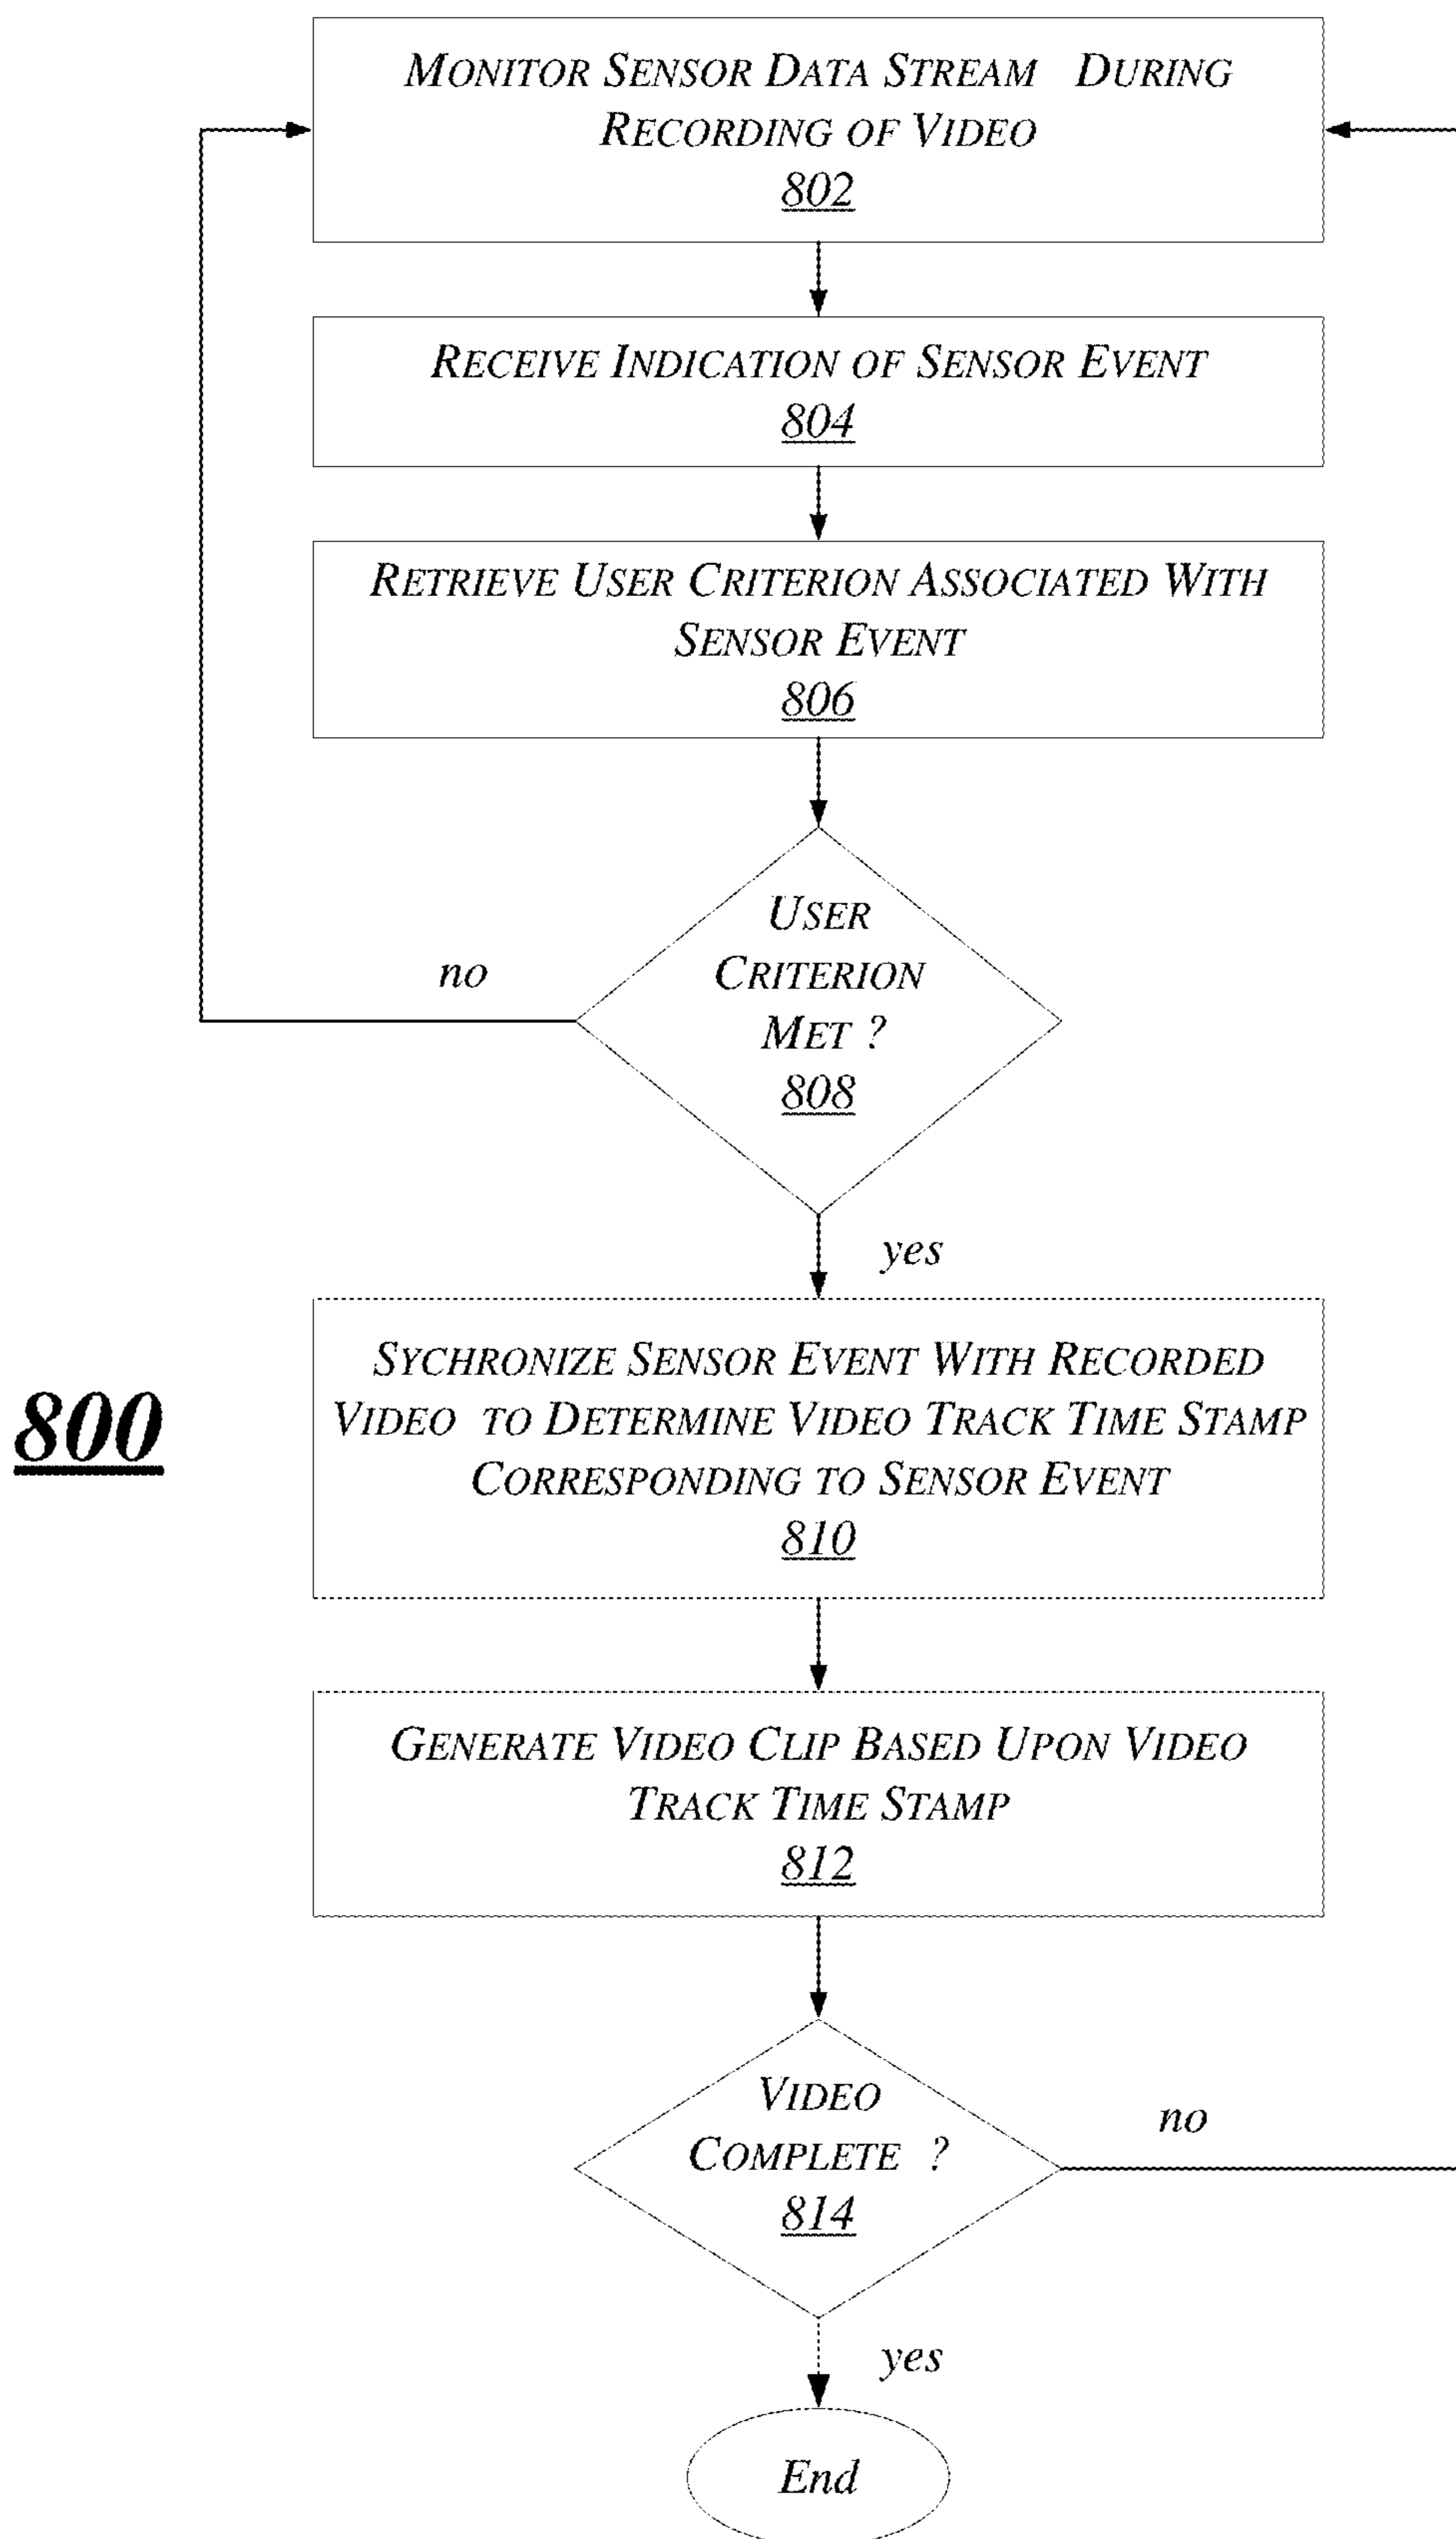 MONITOR SENSOR DATA STREAM DURING
RECORDING OF VIDEO
802
RECEIVE INDICATION OF SENSOR EVENT
804
RETRIEVE USER CRITERION ASSOCIATED WITH
SENSOR EVENT
806
USER
CRITERION
MET ?
808
no
yes
SYCHRONIZE SENSOR EVENT WITH RECORDED
VIDEO TO DETERMINE VIDEO TRACK TIME STAMP
CORRESPONDING TO SENSOR EVENT
810
800
GENERATE VIDEO CLIP BASED UPON VIDEO
TRACK TIME STAMP
812
VIDEO
COMPLETE ?
814
no
yes
End